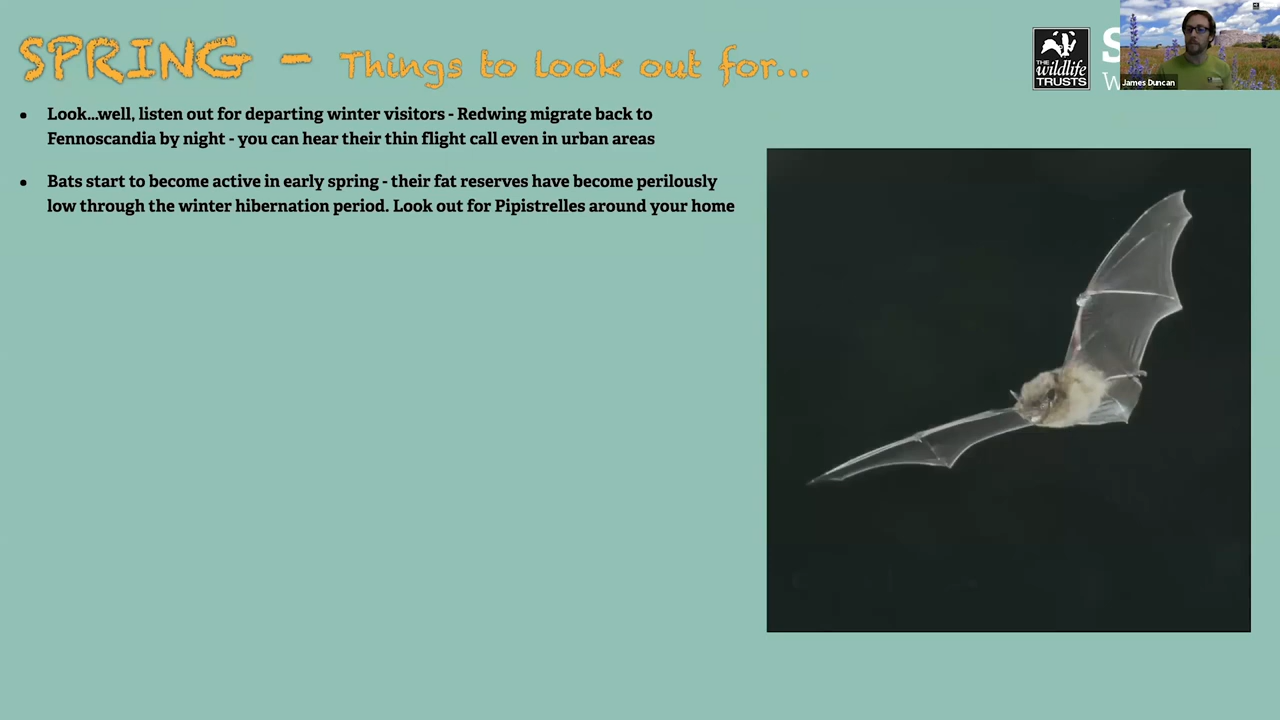 SPRING - Things to look out for...
• Look...well, listen out for departing winter visitors - Redwing migrate back to
Fennoscandia by night - you can hear their thin flight call even in urban areas
• Bats start to become active in early spring - their fat reserves have become perilously
low through the winter hibernation period. Look out for Pipistrelles around your home
THE
wildlife
TRUSTS
S
W
James Duncan